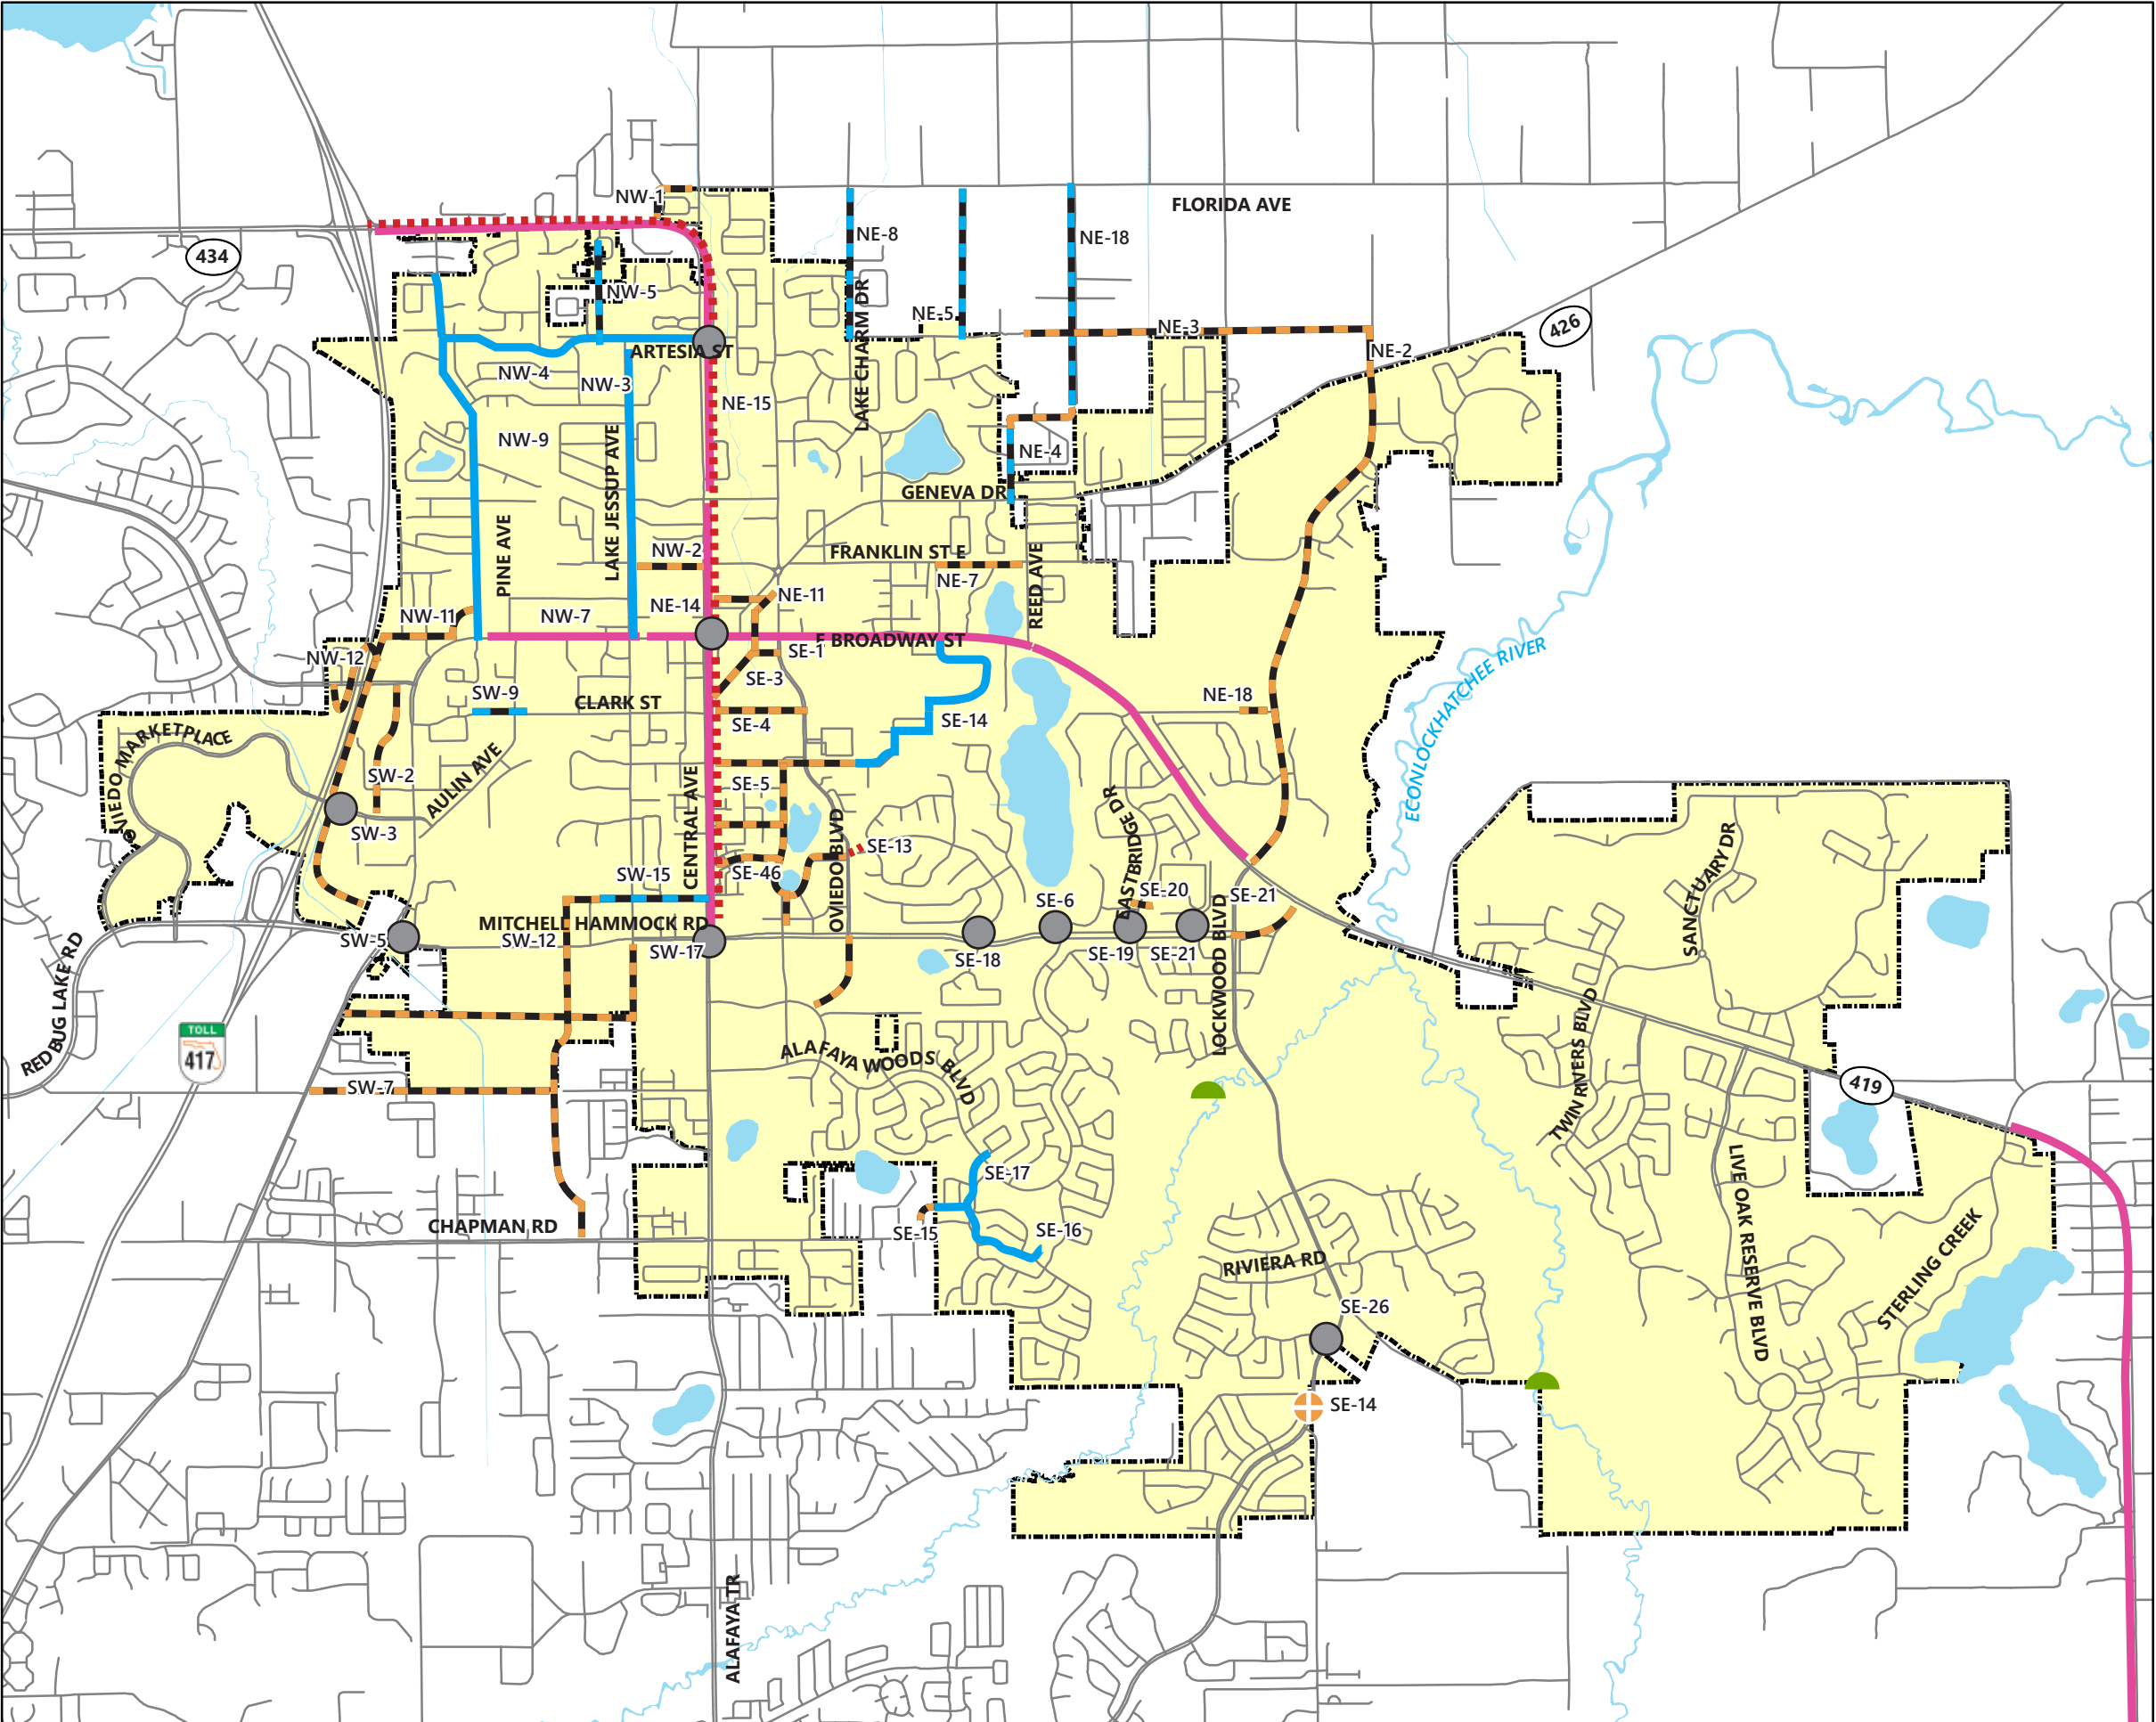 NW-1
FLORIDA AVE
434
NE-8
NE-18
NW-5
LAKE CHARM DR
NE-5
NE-3
426
ARTESIA ST
NE-2
NW-4
NW-3
NE-15
NW-9
NE-4
LAKE JESSUP AVE
GENEVA DR
PINE AVE
NW-2
FRANKLIN ST E
REED AVE
NE-7
NE-11
NW-11
NW-7
NE-14
E BROADWAY ST
SE-1
NW-12
ECONLOCKHATCHEE RIVER
SE-3
SW-9
CLARK ST
NE-18
SE-4
SE-14
OVIEDO MARKETPLACE
SW-2
AULIN AVE
SE-5
CENTRAL AVE
EASTBRIDGE DR
SW-3
OVIEDO BLVD
SE-13
SANCTUARY DR
SW-15
SE-46
SE-20
SE-21
SE-6
MITCHELL HAMMOCK RD
SW-5
SW-12
SW-17
SE-18
SE-19
SE-21
LOCKWOOD BLVD
RED BUG LAKE RD
TOLL
417
ALAFAYA WOODS BLVD
TWIN RIVERS BLVD
SW-7
419
SE-17
LIVE OAK RESERVE BLVD
CHAPMAN RD
SE-15
SE-16
STERLING CREEK
RIVIERA RD
SE-26
SE-14
ALAFAYA TR